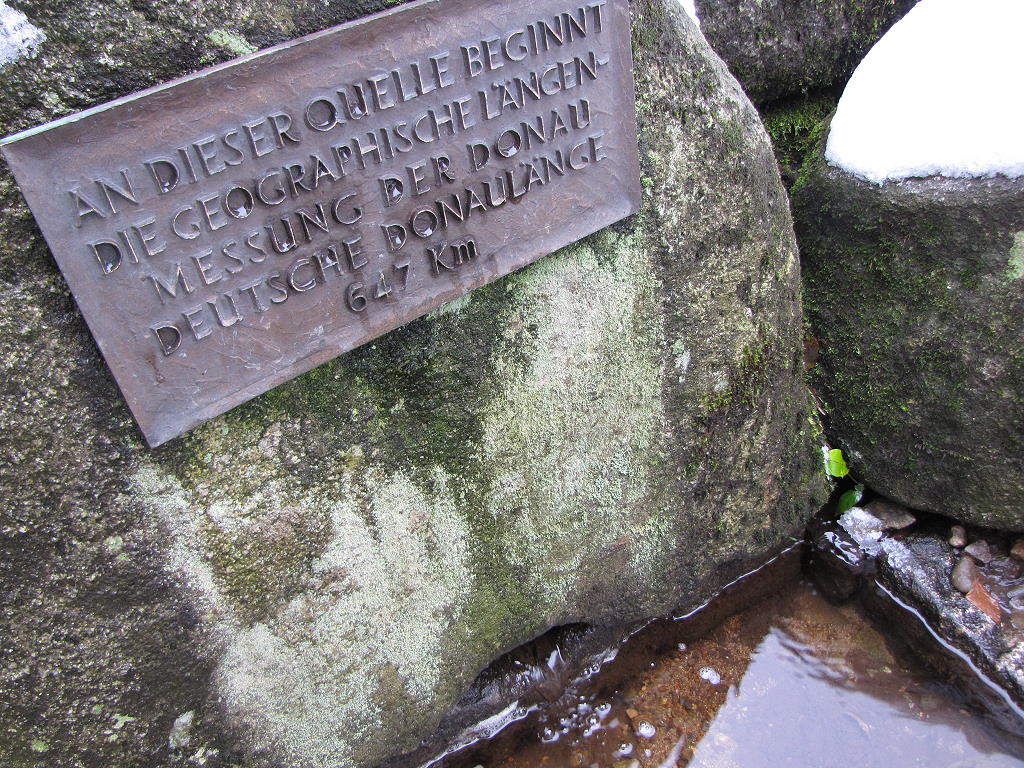 AN DIESER QUELLE BEGINNT
DIE GEOGRAPHISCHE LÄNGEN-
MESSUNG DER DONAU
DEUTSCHE DONAULÄNGE
647 Km